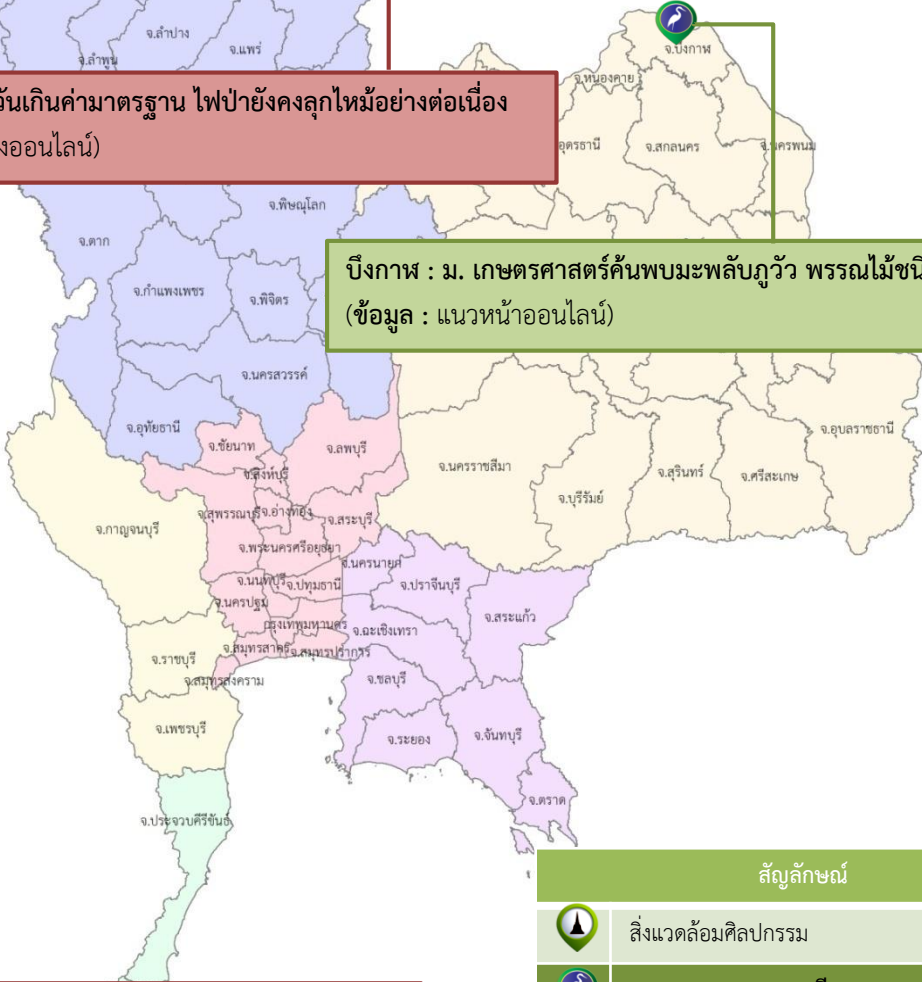 จ.ลำปาง
จ.แพร่
จ.ลำพูน
จ.บึงกาฬ
จ.หนองคาย
วันเกินค่ามาตรฐาน ไฟป่ายังคงลุกไหม้อย่างต่อเนื่อง
ออนไลน์)
อุดรธานี
จ.สกลนคร
จ.นครพนม
จ.พิษณุโลก
จ.ตาก
จ.กำแพงเพชร
จ.พิจิตร
บึงกาฬ : ม. เกษตรศาสตร์ค้นพบมะพลับภูวัว พรรณไม้ชนิ
(ข้อมูล : แนวหน้าออนไลน์)
จ.นครสวรรค์
จ.อุทัยธานี
จ.ชัยนาท
จ.ลพบุรี
จ.สิงห์บุรี
จ.นครราชสีมา
จ.บุรีรัมย์
จ.สุรินทร์
จ.ศรีสะเกษ
จ.อุบลราชธานี
จ.กาญจนบุรี
จ.สุพรรณบุรี
จ.อ่างทอง
จ.สระบุรี
จ.พระนครศรีอยุธยา
จ.นครนายก
จ.ปราจีนบุรี
จ.นนทบุรี
จ.ปทุมธานี
จ.นครปฐม
จ.สระแก้ว
กรุงเทพมหานคร
จ.ฉะเชิงเทรา
จ.ราชบุรี
จ.สมุทรสาคร
จ.สมุทรปราการ
จ.สมุทรสงคราม
จ.ชลบุรี
จ.เพชรบุรี
จ.ระยอง
จ.จันทบุรี
จ.ตราด
จ.ประจวบคีรีขันธ์
สัญลักษณ์
สิ่งแวดล้อมศิลปกรรม